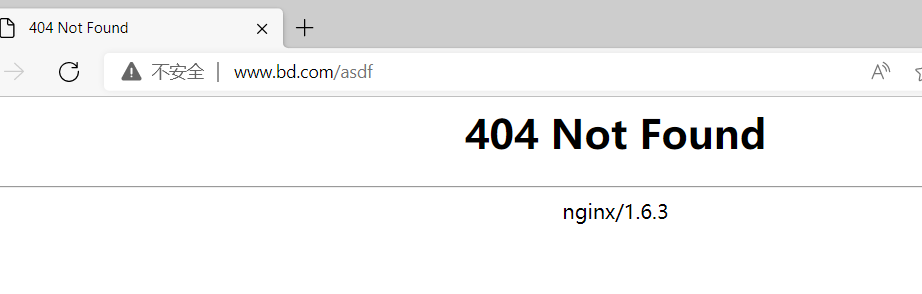 404 Not Found
不安全 | www.bd.com/asdf
404 Not Found
nginx/1.6.3